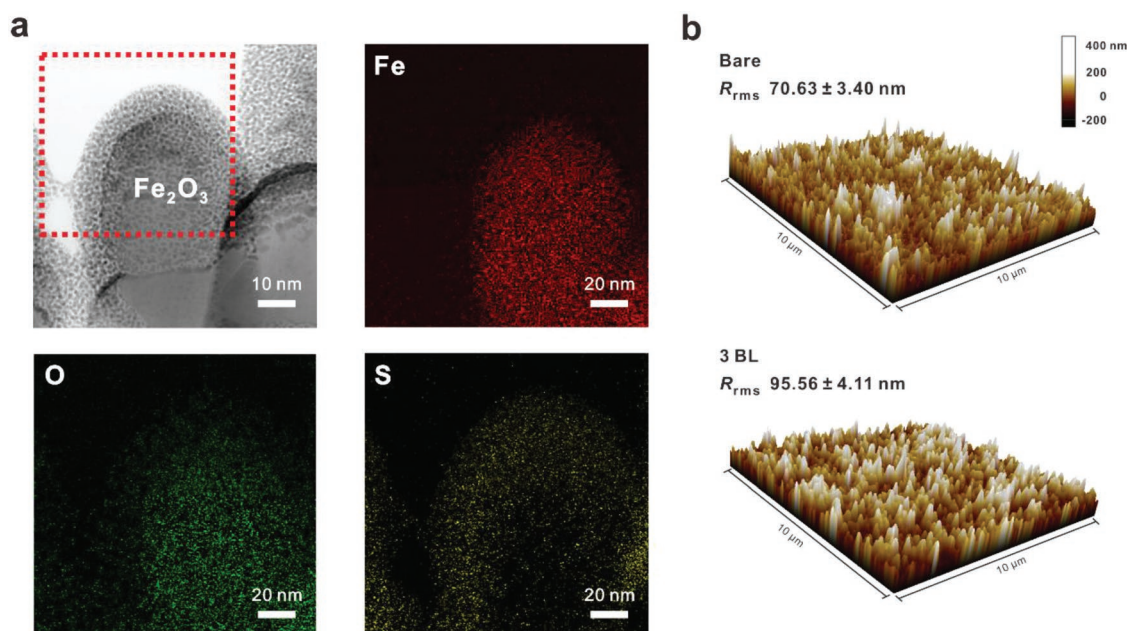 a
Fe₂O₃
10 nm
Fe
20 nm
O
20 nm
S
20 nm
b
400 nm
200
0
-200
Bare
Rrms 70.63 ± 3.40 nm
10 µm
10 µm
3 BL
Rrms 95.56 ± 4.11 nm
10 µm
10 µm